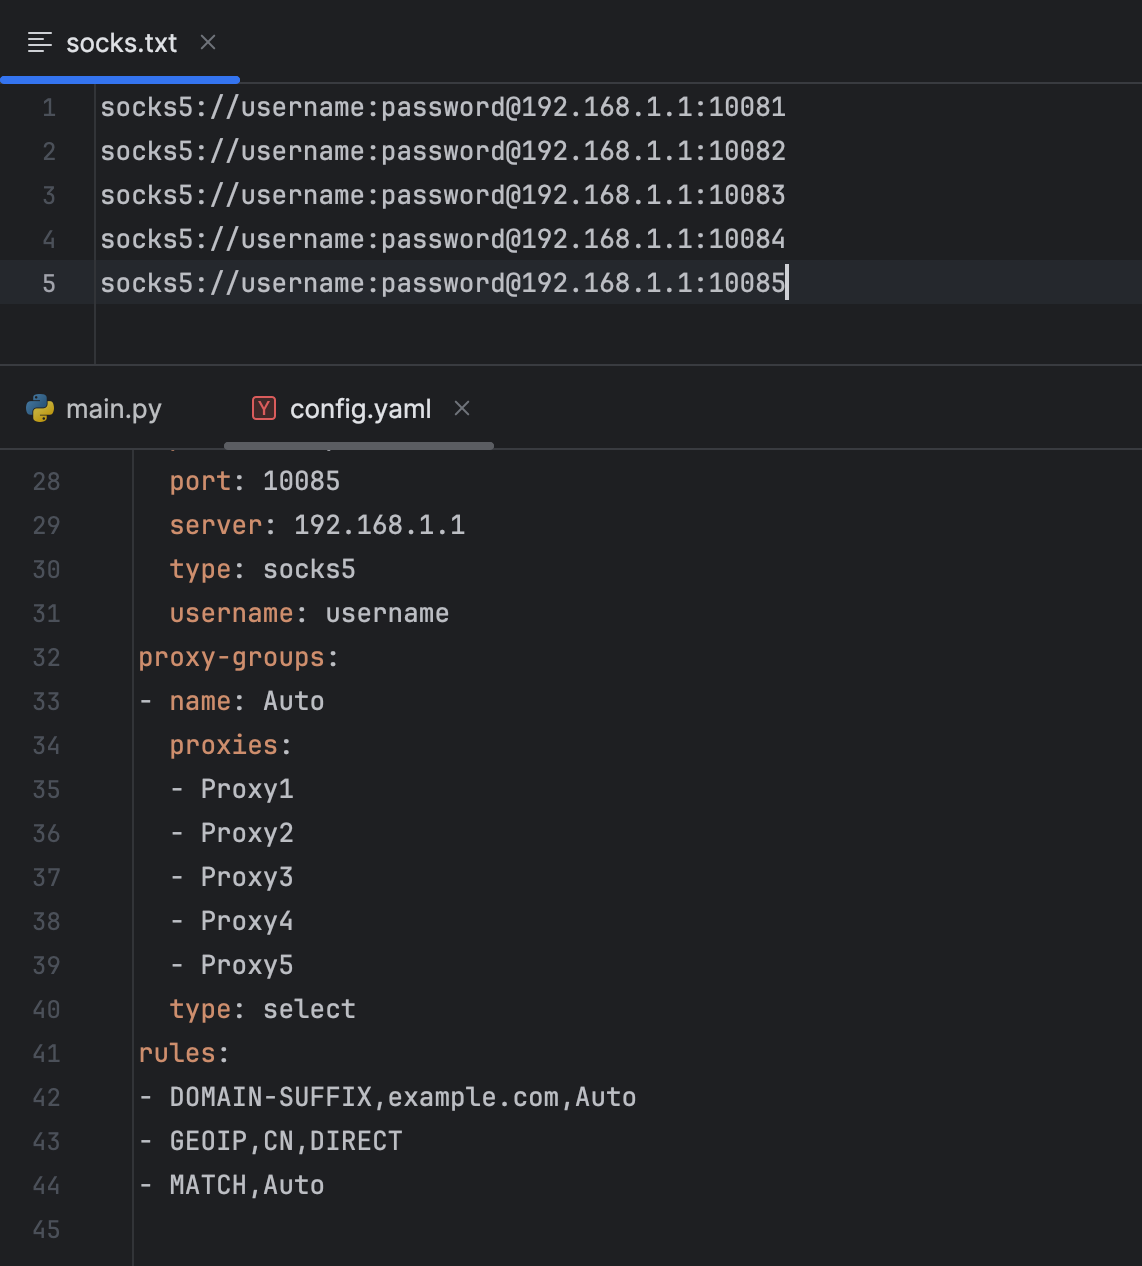 socks.txt
1 socks5://username:password@192.168.1.1:10081
2 socks5://username:password@192.168.1.1:10082
3 socks5://username:password@192.168.1.1:10083
4 socks5://username:password@192.168.1.1:10084
5 socks5://username:password@192.168.1.1:10085
main.py config.yaml
28 port: 10085
29 server: 192.168.1.1
30 type: socks5
31 username: username
32 proxy-groups:
33 - name: Auto
34 proxies:
35 - Proxy1
36 - Proxy2
37 - Proxy3
38 - Proxy4
39 - Proxy5
40 type: select
41 rules:
42 - DOMAIN-SUFFIX,example.com,Auto
43 - GEOIP,CN,DIRECT
44 - MATCH,Auto
45